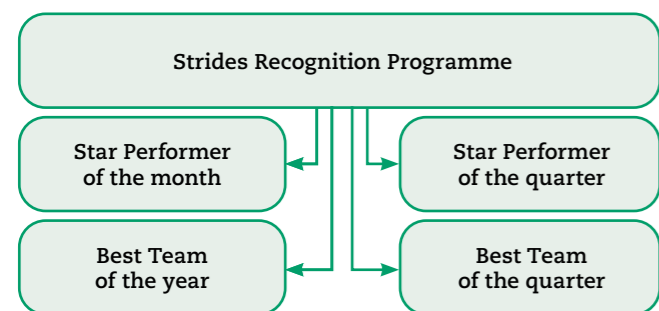 Strides Recognition Programme
Star Performer
of the month
Star Performer
of the quarter
Best Team
of the year
Best Team
of the quarter